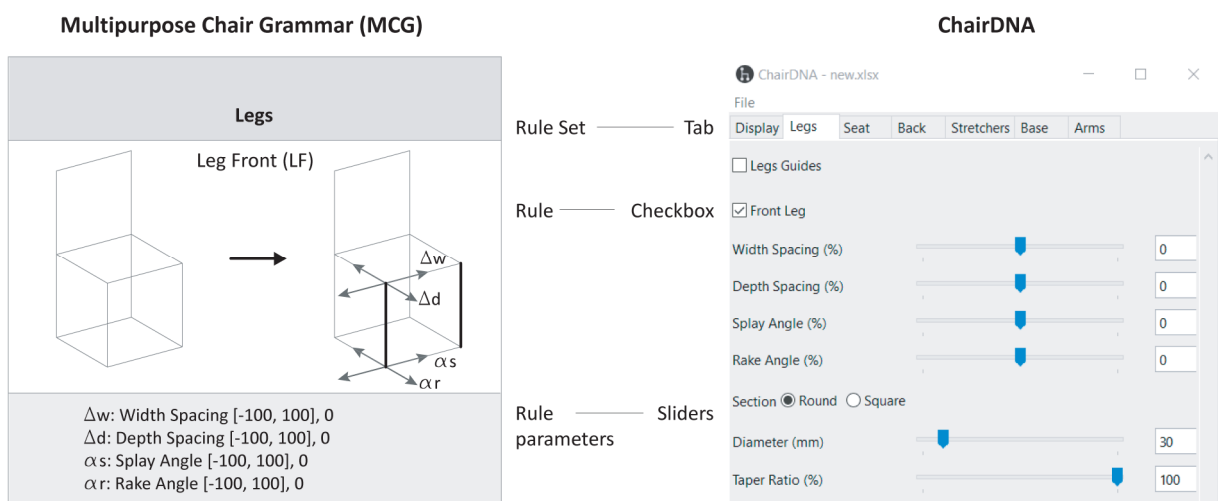 Multipurpose Chair Grammar (MCG)
Legs
Leg Front (LF)
Δw
Δd
αs
αr
Δw: Width Spacing [-100, 100], 0
Δd: Depth Spacing [-100, 100], 0
αs: Splay Angle [-100, 100], 0
αr: Rake Angle [-100, 100], 0
Rule Set Tab
Rule Checkbox
Rule Sliders
parameters
ChairDNA
ChairDNA - new.xlsx
File
Display Legs Seat Back Stretchers Base Arms
Legs Guides
Front Leg
Width Spacing (%) 0
Depth Spacing (%) 0
Splay Angle (%) 0
Rake Angle (%) 0
Section Round Square
Diameter (mm) 30
Taper Ratio (%) 100